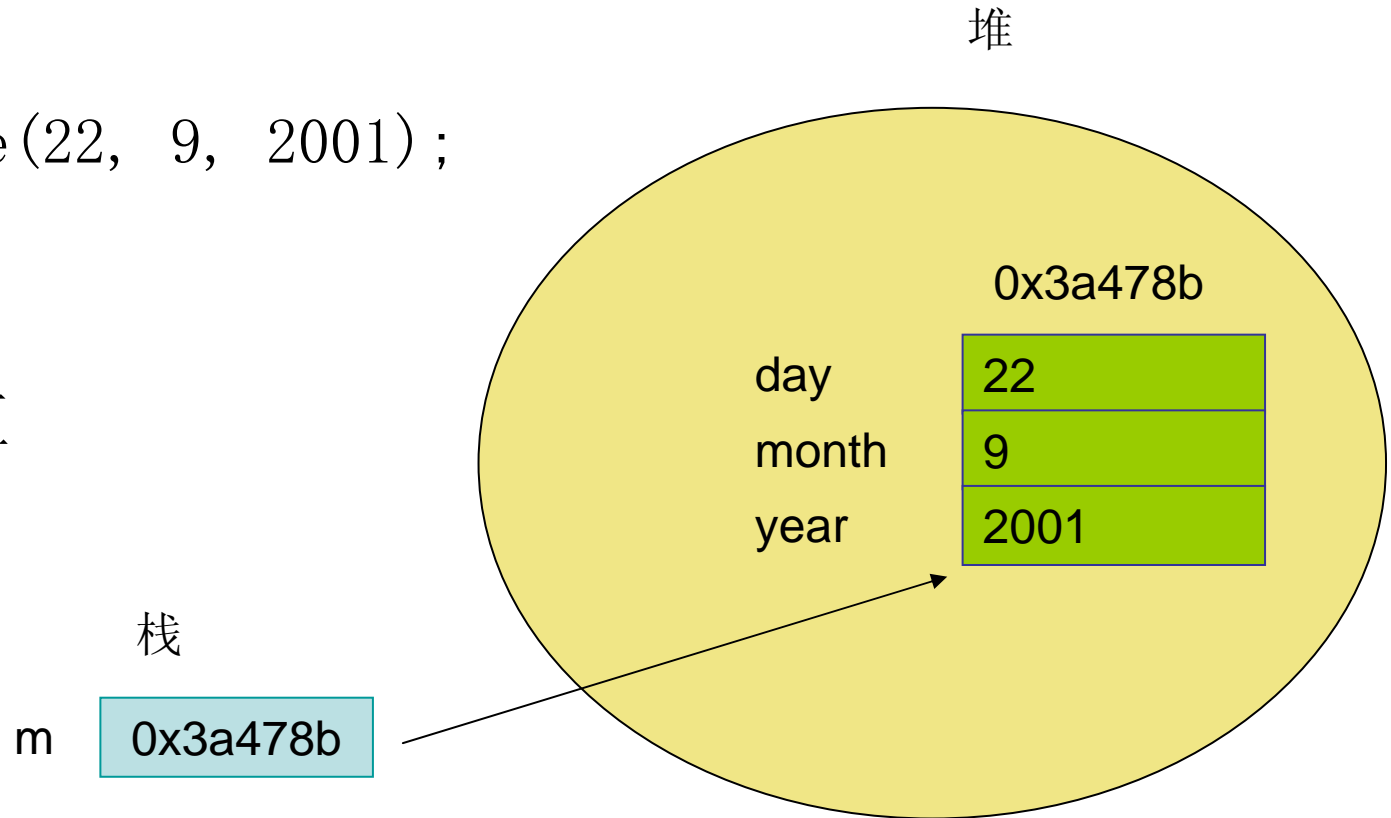 堆
e(22, 9, 2001);
0x3a478b
day 22
month 9
year 2001
栈
m 0x3a478b